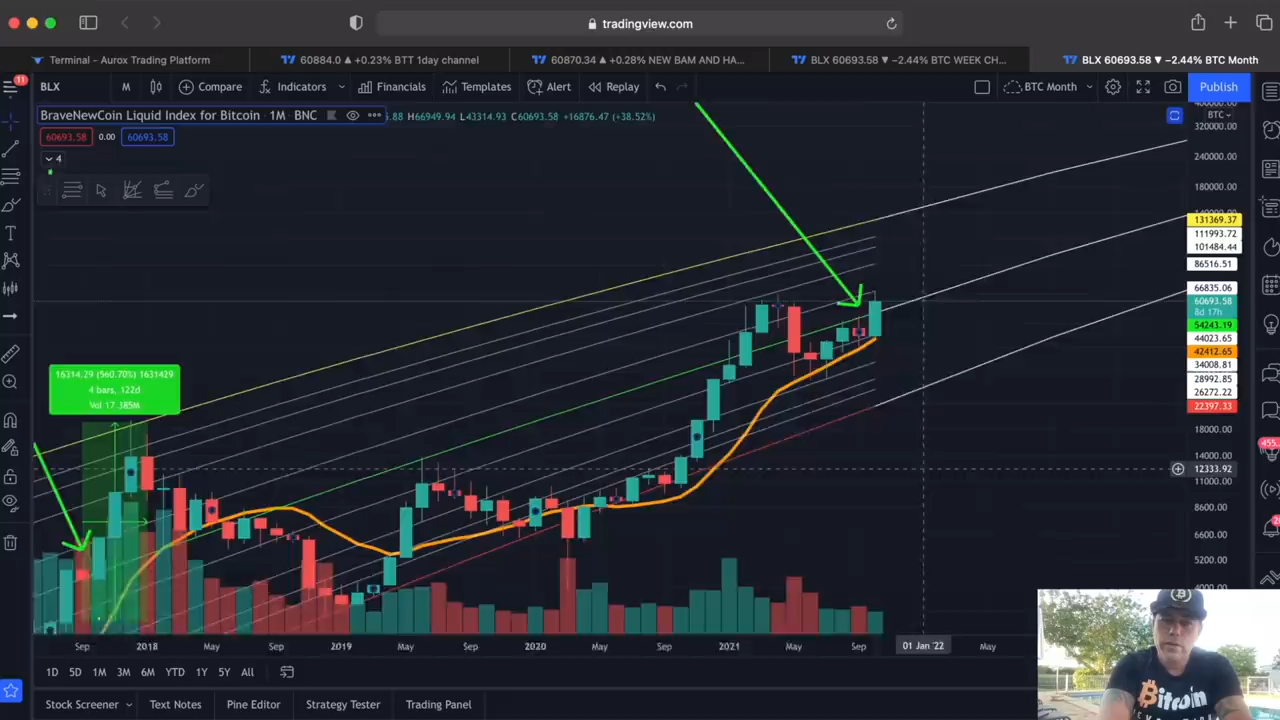 tradingview.com
Terminal - Aurox Trading Platform
60884.0 ▲ +0.23% BTT 1day channel
60870.34 ▲ +0.28% NEW BAM AND HA...
BLX 60693.58 ▼ −2.44% BTC WEEK CH...
BLX 60693.58 ▼ −2.44% BTC Month
11
BLX
M
Compare
Indicators
Financials
Templates
Alert
Replay
BTC Month
Publish
BraveNewCoin Liquid Index for Bitcoin · 1M · BNC
5.88 H66949.94 L43314.93 C60693.58 +16876.47 (+38.52%)
BTC
60693.58
0.00
60693.58
4
320000.00
240000.00
180000.00
131369.37
111993.72
101484.44
86516.51
66835.06
60693.58
8d 17h
54243.19
44023.65
42412.65
34008.81
28992.85
26272.22
22397.33
18000.00
14000.00
12333.92
11000.00
8600.00
6600.00
5200.00
16314.29 (560.70%) 1631429
4 bars, 122d
Vol 17.385M
455
Sep
2018
May
Sep
2019
May
Sep
2020
May
Sep
2021
May
Sep
01 Jan '22
May
1D
5D
1M
3M
6M
YTD
1Y
5Y
All
Stock Screener
Text Notes
Pine Editor
Strategy Tester
Trading Panel
Bitcoin